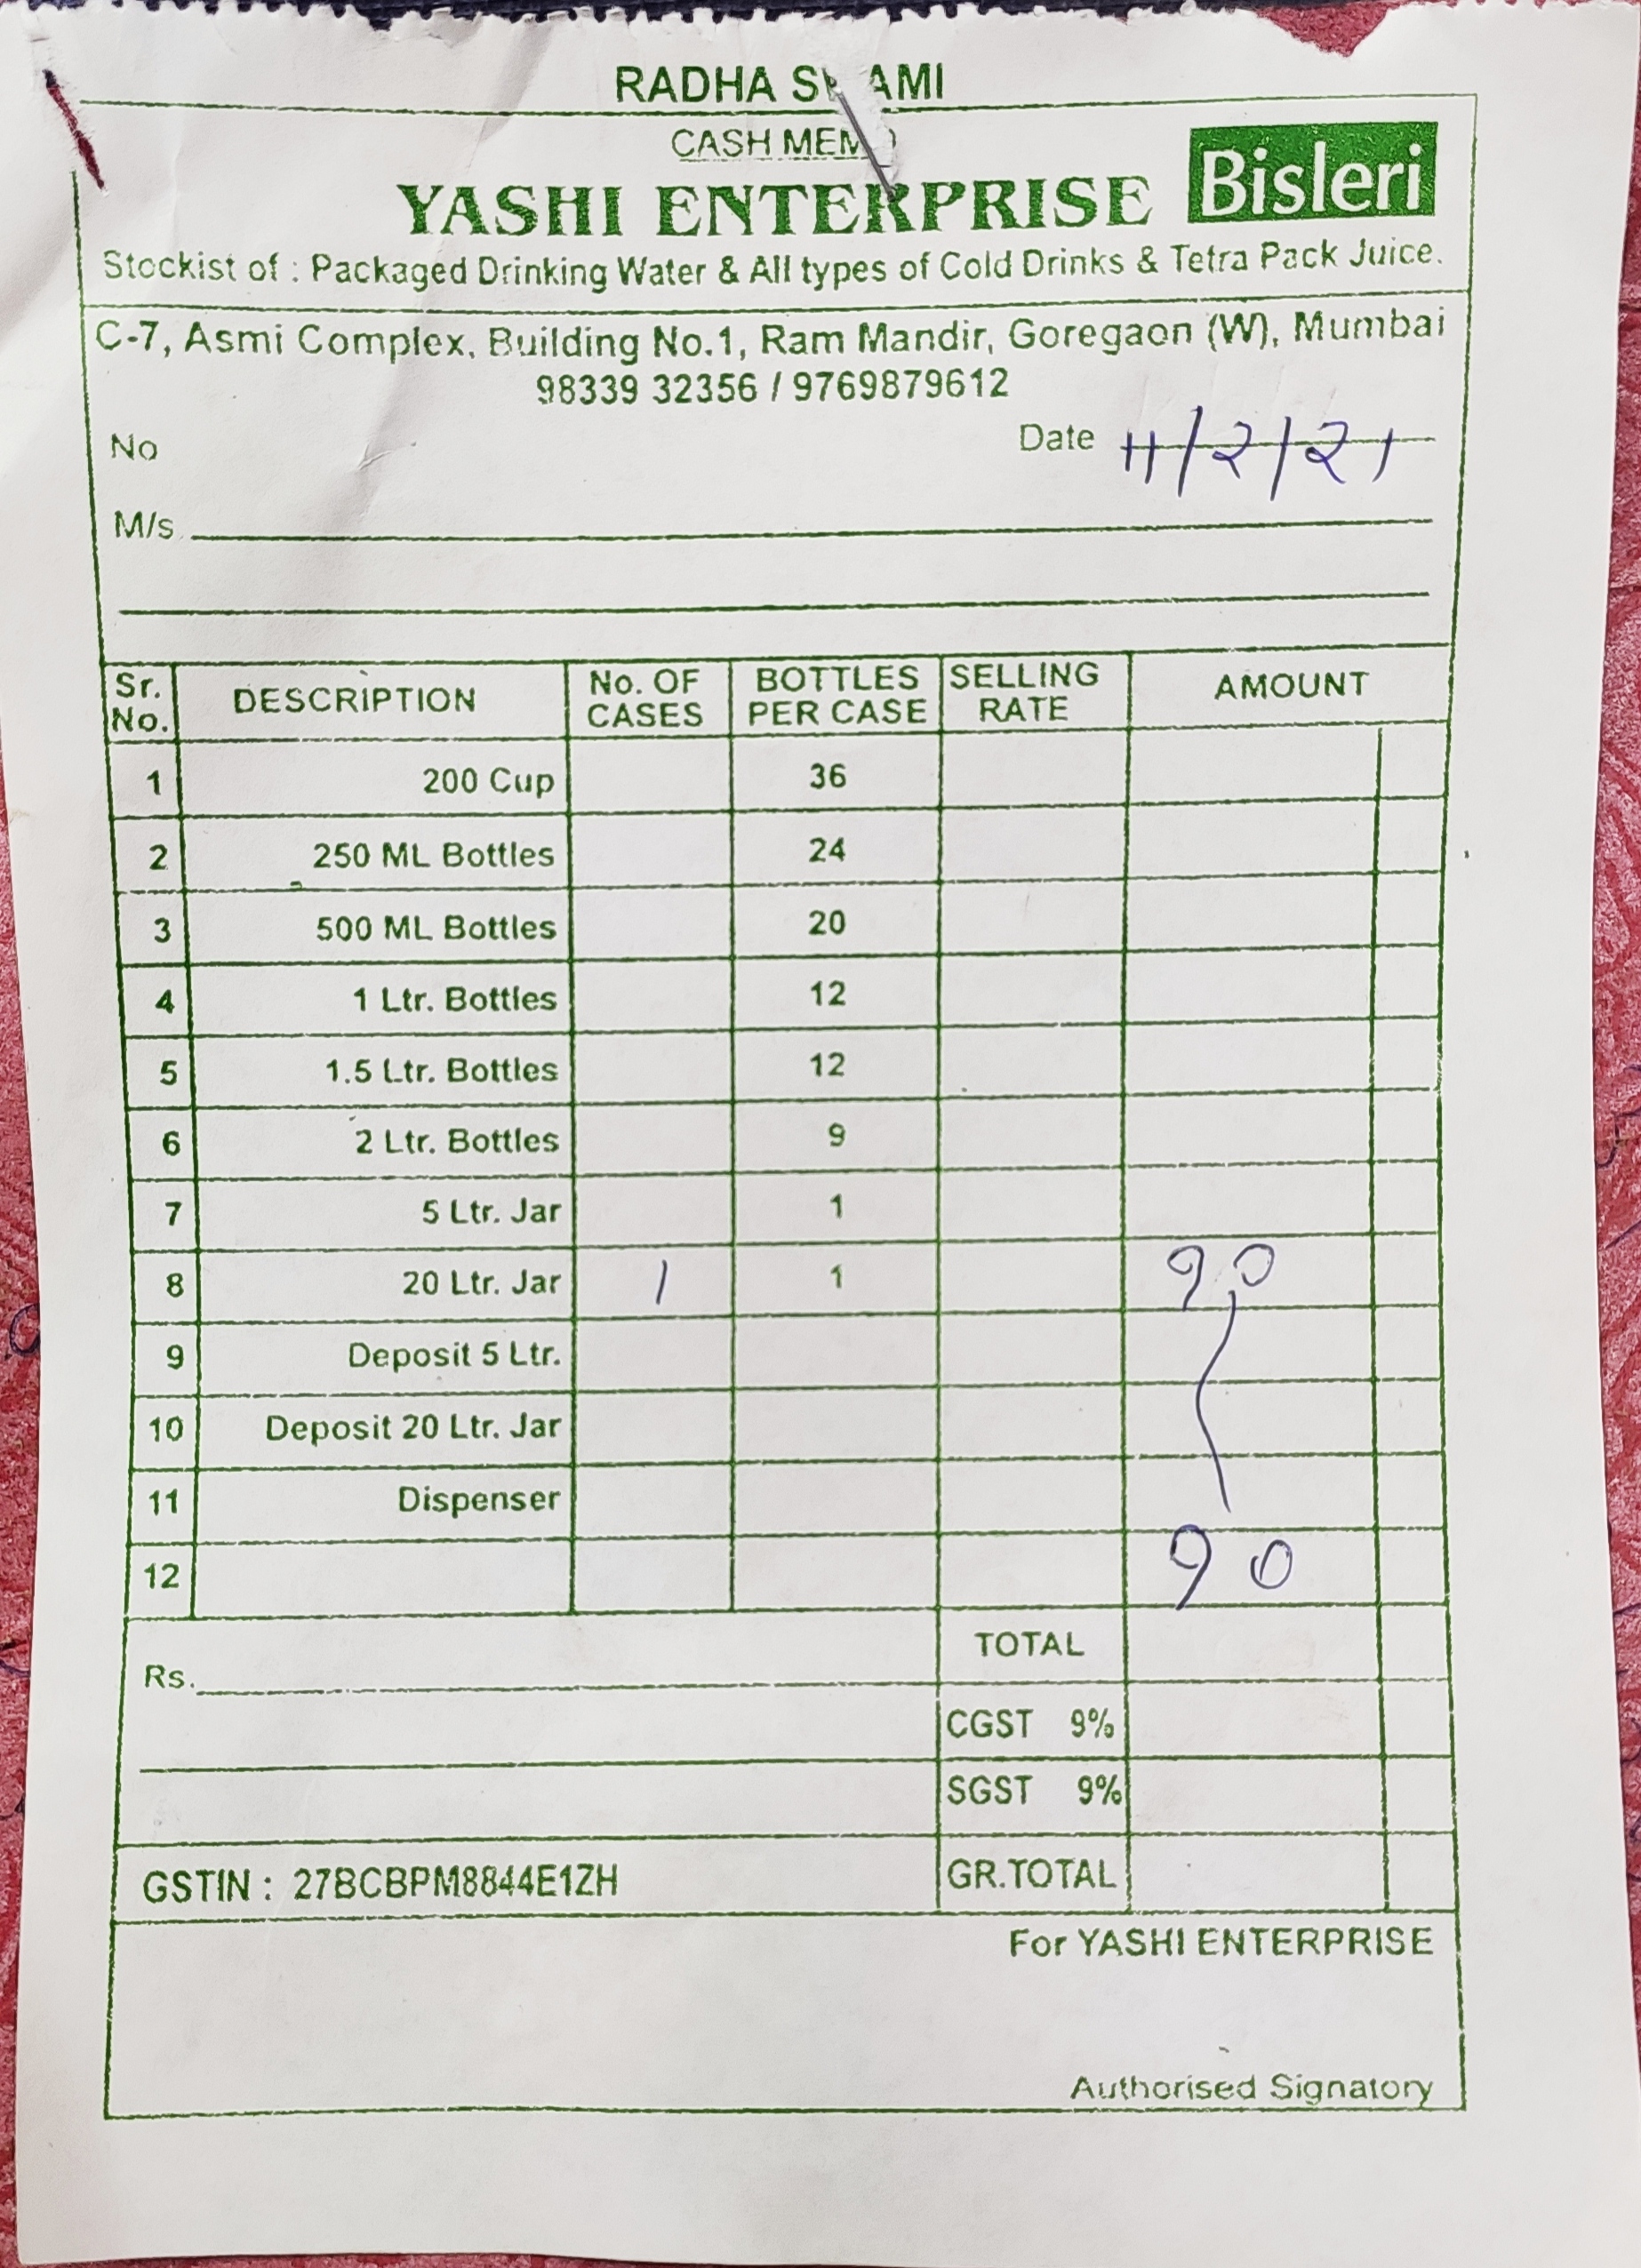 RADHA S AMI
CASH MEM
YASHI ENTERPRISE Bisleri
Stockist of : Packaged Drinking Water & All types of Cold Drinks & Tetra Pack Juice.
C-7, Asmi Complex, Building No.1, Ram Mandir, Goregaon (W), Mumbai
98339 32356 / 9769879612
No Date 11/2/21
M/s.
Sr. No. DESCRIPTION No. OF CASES BOTTLES PER CASE SELLING RATE AMOUNT
1 200 Cup 36
2 250 ML Bottles 24
3 500 ML Bottles 20
4 1 Ltr. Bottles 12
5 1.5 Ltr. Bottles 12
6 2 Ltr. Bottles 9
7 5 Ltr. Jar 1
8 20 Ltr. Jar 1 1 90
9 Deposit 5 Ltr.
10 Deposit 20 Ltr. Jar
11 Dispenser
12 90
TOTAL
Rs.
CGST 9%
SGST 9%
GSTIN : 27BCBPM8844E1ZH GR.TOTAL
For YASHI ENTERPRISE
Authorised Signatory